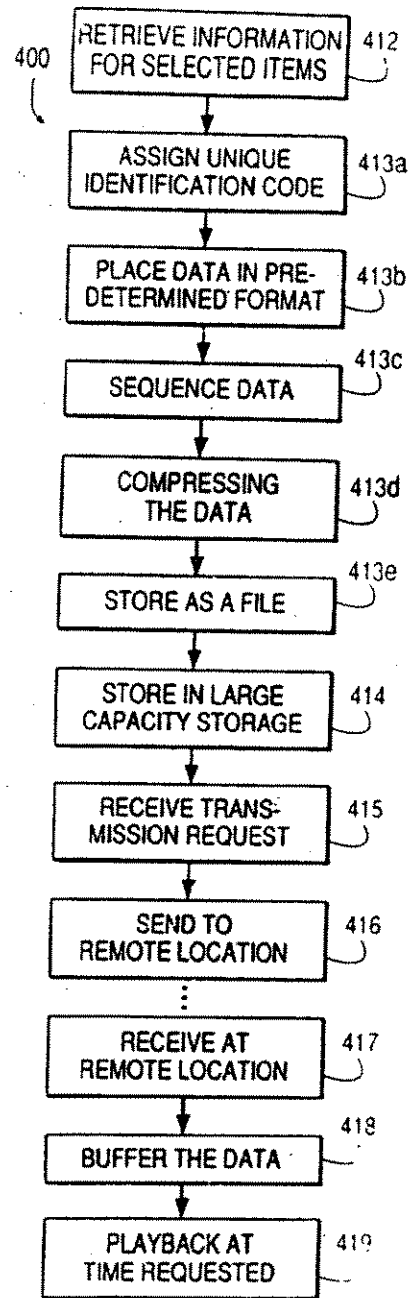 RETRIEVE INFORMATION
FOR SELECTED ITEMS
412
400
ASSIGN UNIQUE
IDENTIFICATION CODE
413a
PLACE DATA IN PRE-
DETERMINED FORMAT
413b
SEQUENCE DATA
413c
COMPRESSING
THE DATA
413d
STORE AS A FILE
413e
STORE IN LARGE
CAPACITY STORAGE
414
RECEIVE TRANS-
MISSION REQUEST
415
SEND TO
REMOTE LOCATION
416
RECEIVE AT
REMOTE LOCATION
417
BUFFER THE DATA
418
PLAYBACK AT
TIME REQUESTED
419